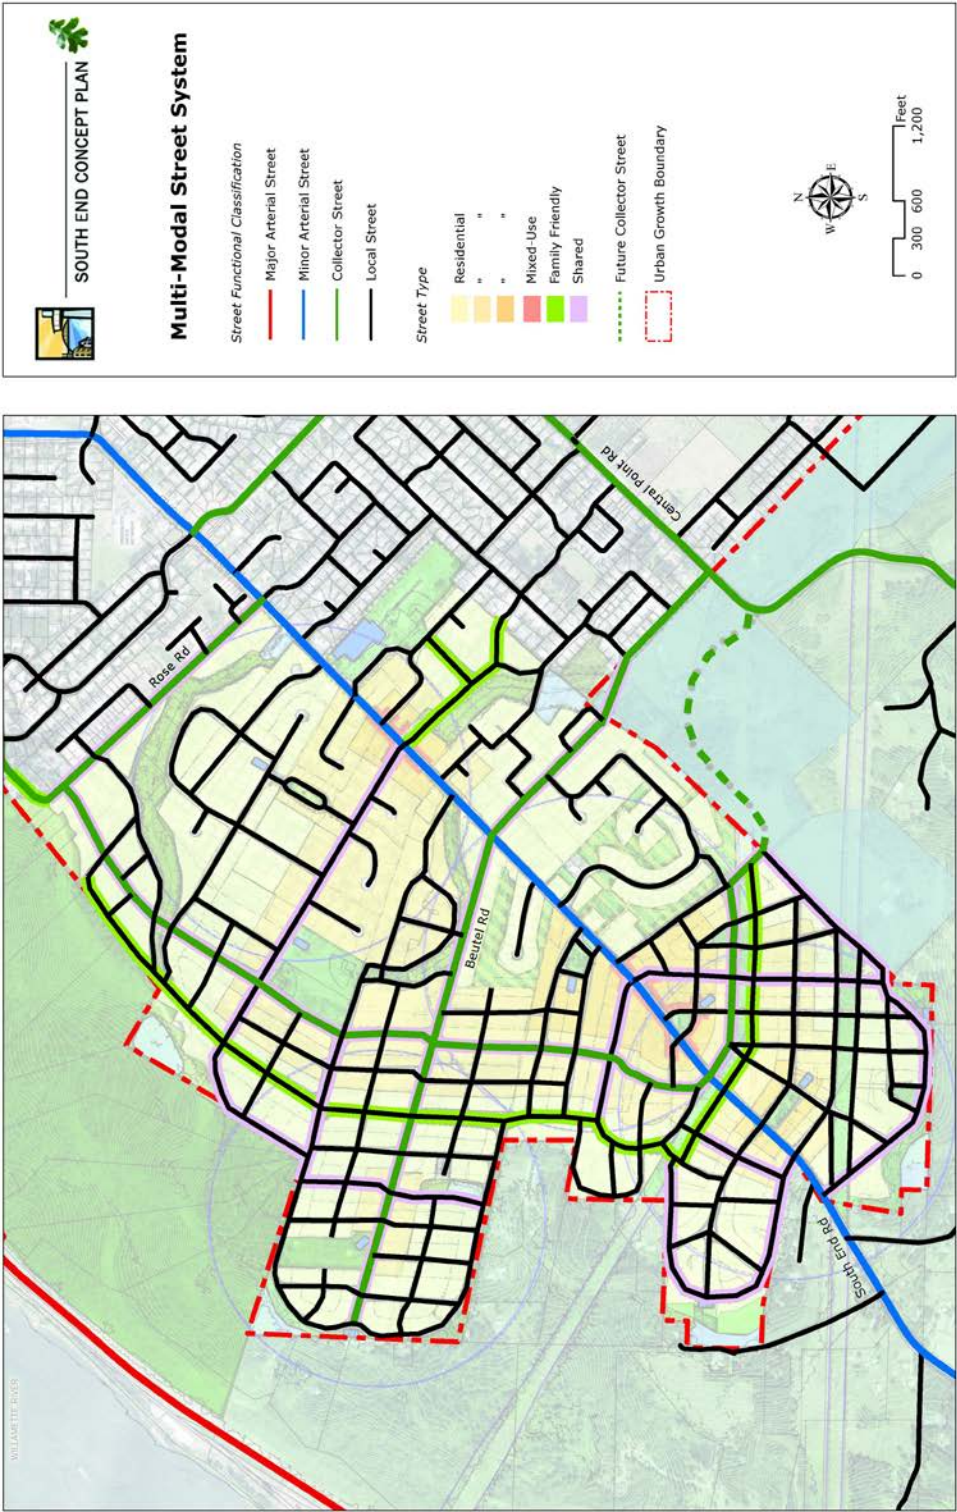 SOUTH END CONCEPT PLAN
Multi-Modal Street System
Street Functional Classification
Major Arterial Street
Minor Arterial Street
Collector Street
Local Street
Street Type
Residential
" "
" "
Mixed-Use
Family Friendly
Shared
Future Collector Street
Urban Growth Boundary
N
W E
S
Feet
0 300 600 1,200
Rose Rd
Central Point Rd
Beutel Rd
South End Rd
WILLAMETTE RIVER